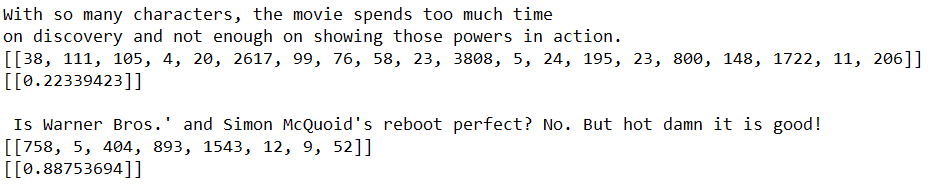 With so many characters, the movie spends too much time
on discovery and not enough on showing those powers in action.
[[38, 111, 105, 4, 20, 2617, 99, 76, 58, 23, 3808, 5, 24, 195, 23, 800, 148, 1722, 11, 206]]
[[0.22339423]]
Is Warner Bros.' and Simon McQuoid's reboot perfect? No. But hot damn it is good!
[[758, 5, 404, 893, 1543, 12, 9, 52]]
[[0.88753694]]